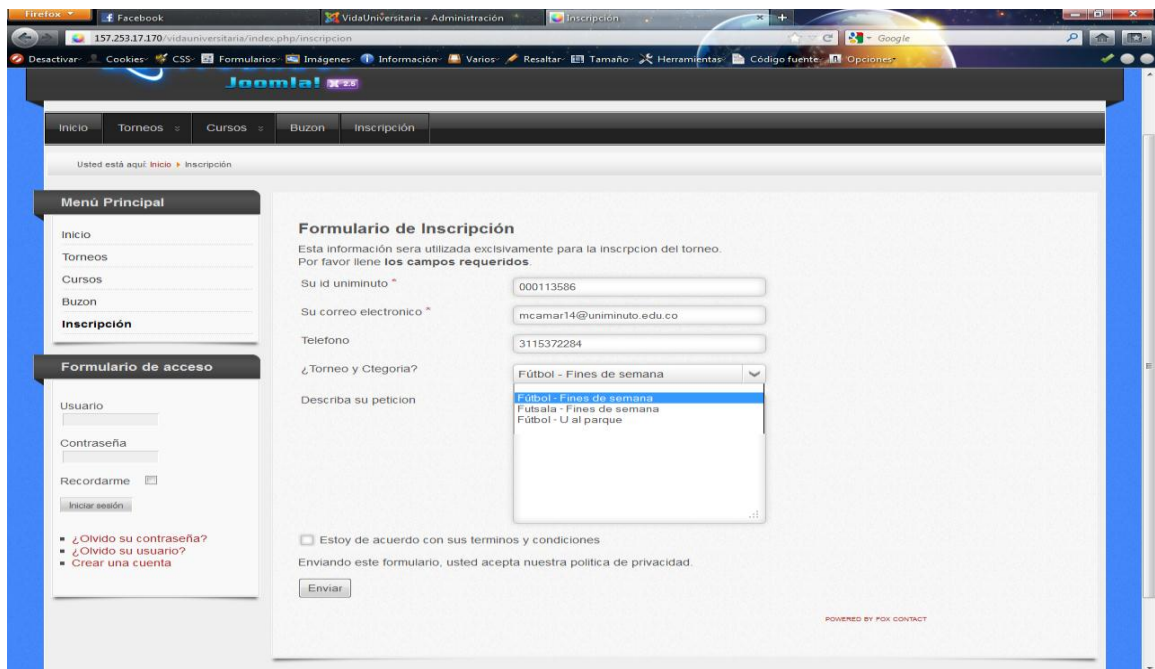 Firefox
Facebook
VidaUniversitaria - Administración
Inscripción
157.253.17.170/vidauniversitaria/index.php/inscripcion
Google
Desactivar Cookies CSS Formularios Imágenes Información Varios Resaltar Tamaño Herramientas Código fuente Opciones
Joomla! 2.5
Inicio Torneos Cursos Buzon Inscripción
Usted está aquí: Inicio Inscripción
Menú Principal
Inicio
Torneos
Cursos
Buzon
Inscripción
Formulario de acceso
Usuario
Contraseña
Recordarme
Iniciar sesión
¿Olvido su contraseña?
¿Olvido su usuario?
Crear una cuenta
Formulario de Inscripción
Esta información sera utilizada exclsivamente para la inscrpcion del torneo.
Por favor llene los campos requeridos.
Su id uniminuto *
000113586
Su correo electronico *
mcamar14@uniminuto.edu.co
Telefono
3115372284
¿Torneo y Ctegoria?
Fútbol - Fines de semana
Fútbol - Fines de semana
Futsala - Fines de semana
Fútbol - U al parque
Describa su peticion
Estoy de acuerdo con sus terminos y condiciones
Enviando este formulario, usted acepta nuestra politica de privacidad.
Enviar
POWERED BY FOX CONTACT